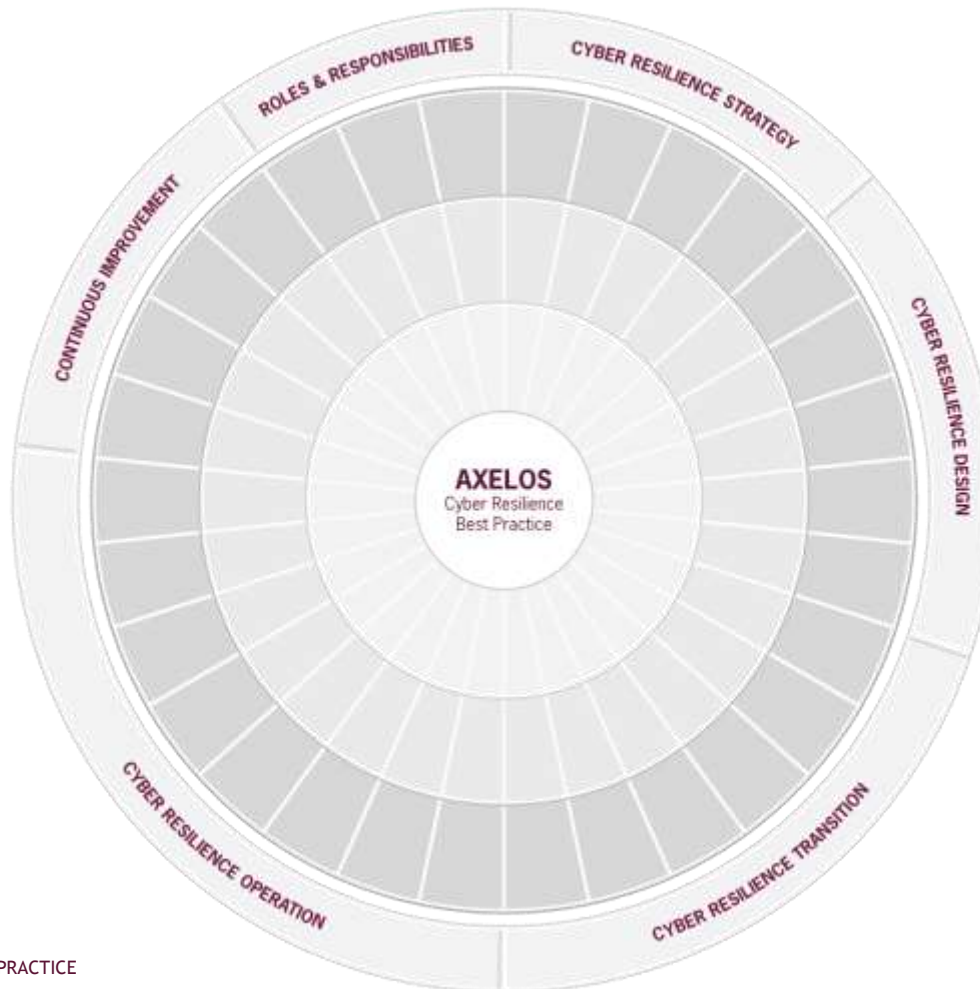 ROLES & RESPONSIBILITIES
CYBER RESILIENCE STRATEGY
CONTINUOUS IMPROVEMENT
CYBER RESILIENCE DESIGN
AXELOS
Cyber Resilience
Best Practice
CYBER RESILIENCE OPERATION
CYBER RESILIENCE TRANSITION
PRACTICE